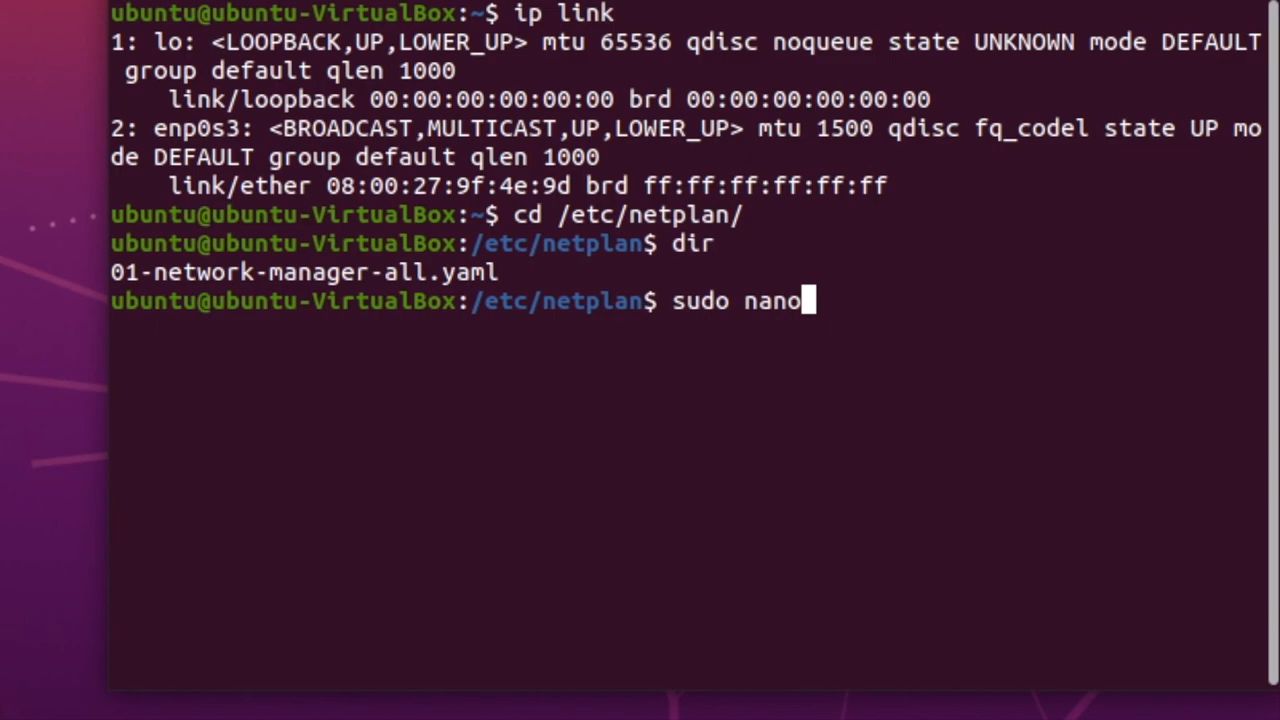 ubuntu@ubuntu-VirtualBox:~$ ip link
1: lo: <LOOPBACK,UP,LOWER_UP> mtu 65536 qdisc noqueue state UNKNOWN mode DEFAULT
 group default qlen 1000
    link/loopback 00:00:00:00:00:00 brd 00:00:00:00:00:00
2: enp0s3: <BROADCAST,MULTICAST,UP,LOWER_UP> mtu 1500 qdisc fq_codel state UP mo
de DEFAULT group default qlen 1000
    link/ether 08:00:27:9f:4e:9d brd ff:ff:ff:ff:ff:ff
ubuntu@ubuntu-VirtualBox:~$ cd /etc/netplan/
ubuntu@ubuntu-VirtualBox:/etc/netplan$ dir
01-network-manager-all.yaml
ubuntu@ubuntu-VirtualBox:/etc/netplan$ sudo nano